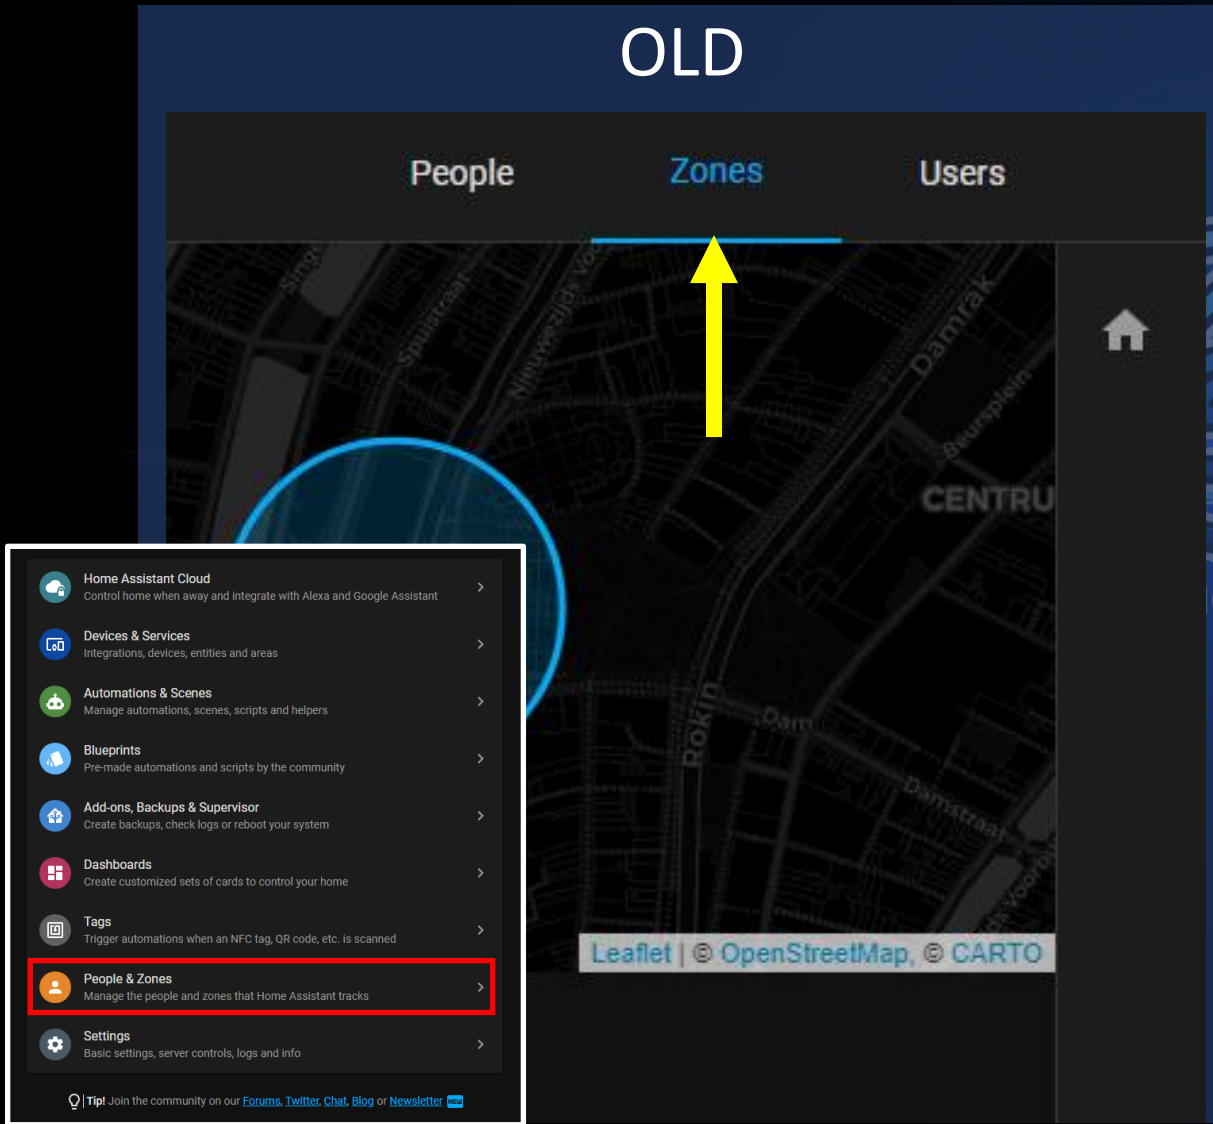 OLD
People Zones Users
Singe
Spuistraat
Nieuwezijds Voo
Damrak
Beursplein
CENTRU
Rokin
Dam
Damstraat
Leaflet | © OpenStreetMap, © CARTO
Home Assistant Cloud
Control home when away and integrate with Alexa and Google Assistant
Devices & Services
Integrations, devices, entities and areas
Automations & Scenes
Manage automations, scenes, scripts and helpers
Blueprints
Pre-made automations and scripts by the community
Add-ons, Backups & Supervisor
Create backups, check logs or reboot your system
Dashboards
Create customized sets of cards to control your home
Tags
Trigger automations when an NFC tag, QR code, etc. is scanned
People & Zones
Manage the people and zones that Home Assistant tracks
Settings
Basic settings, server controls, logs and info
Tip! Join the community on our Forums, Twitter, Chat, Blog or Newsletter NEW